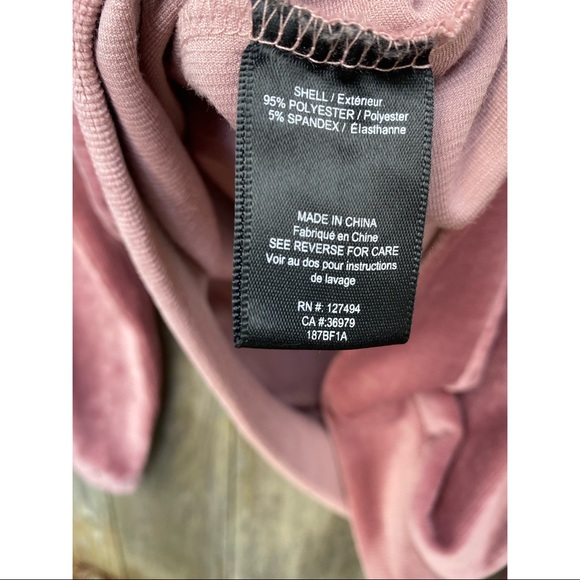 SHELL / Extérieur
95% POLYESTER / Polyester
5% SPANDEX / Élasthanne
MADE IN CHINA
Fabriqué en Chine
SEE REVERSE FOR CARE
Voir au dos pour instructions
de lavage
RN #: 127494
CA #:36979
187BF1A